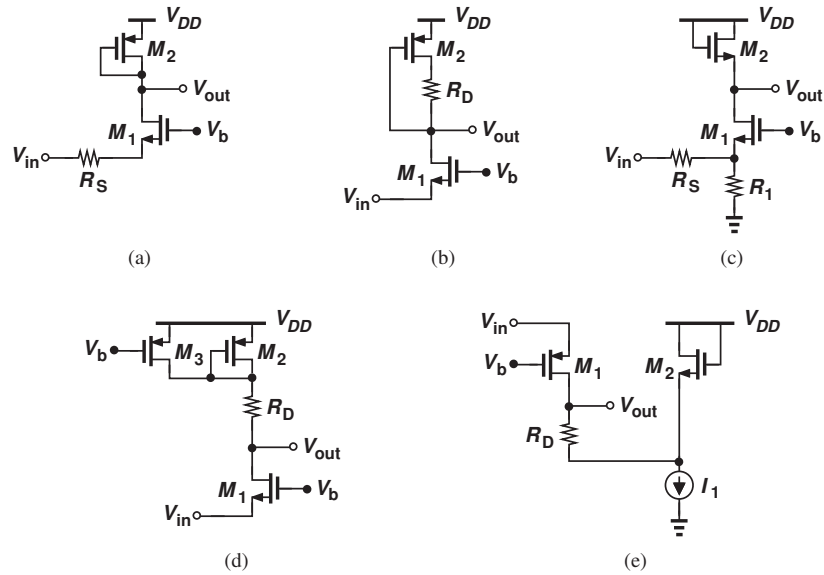 V_DD
M_2
V_out
M_1
V_b
V_in
R_S
(a)
V_DD
M_2
R_D
V_out
M_1
V_b
V_in
(b)
V_DD
M_2
V_out
M_1
V_b
V_in
R_S
R_1
(c)
V_DD
V_b
M_3
M_2
R_D
V_out
M_1
V_b
V_in
(d)
V_in
V_DD
V_b
M_1
M_2
V_out
R_D
I_1
(e)